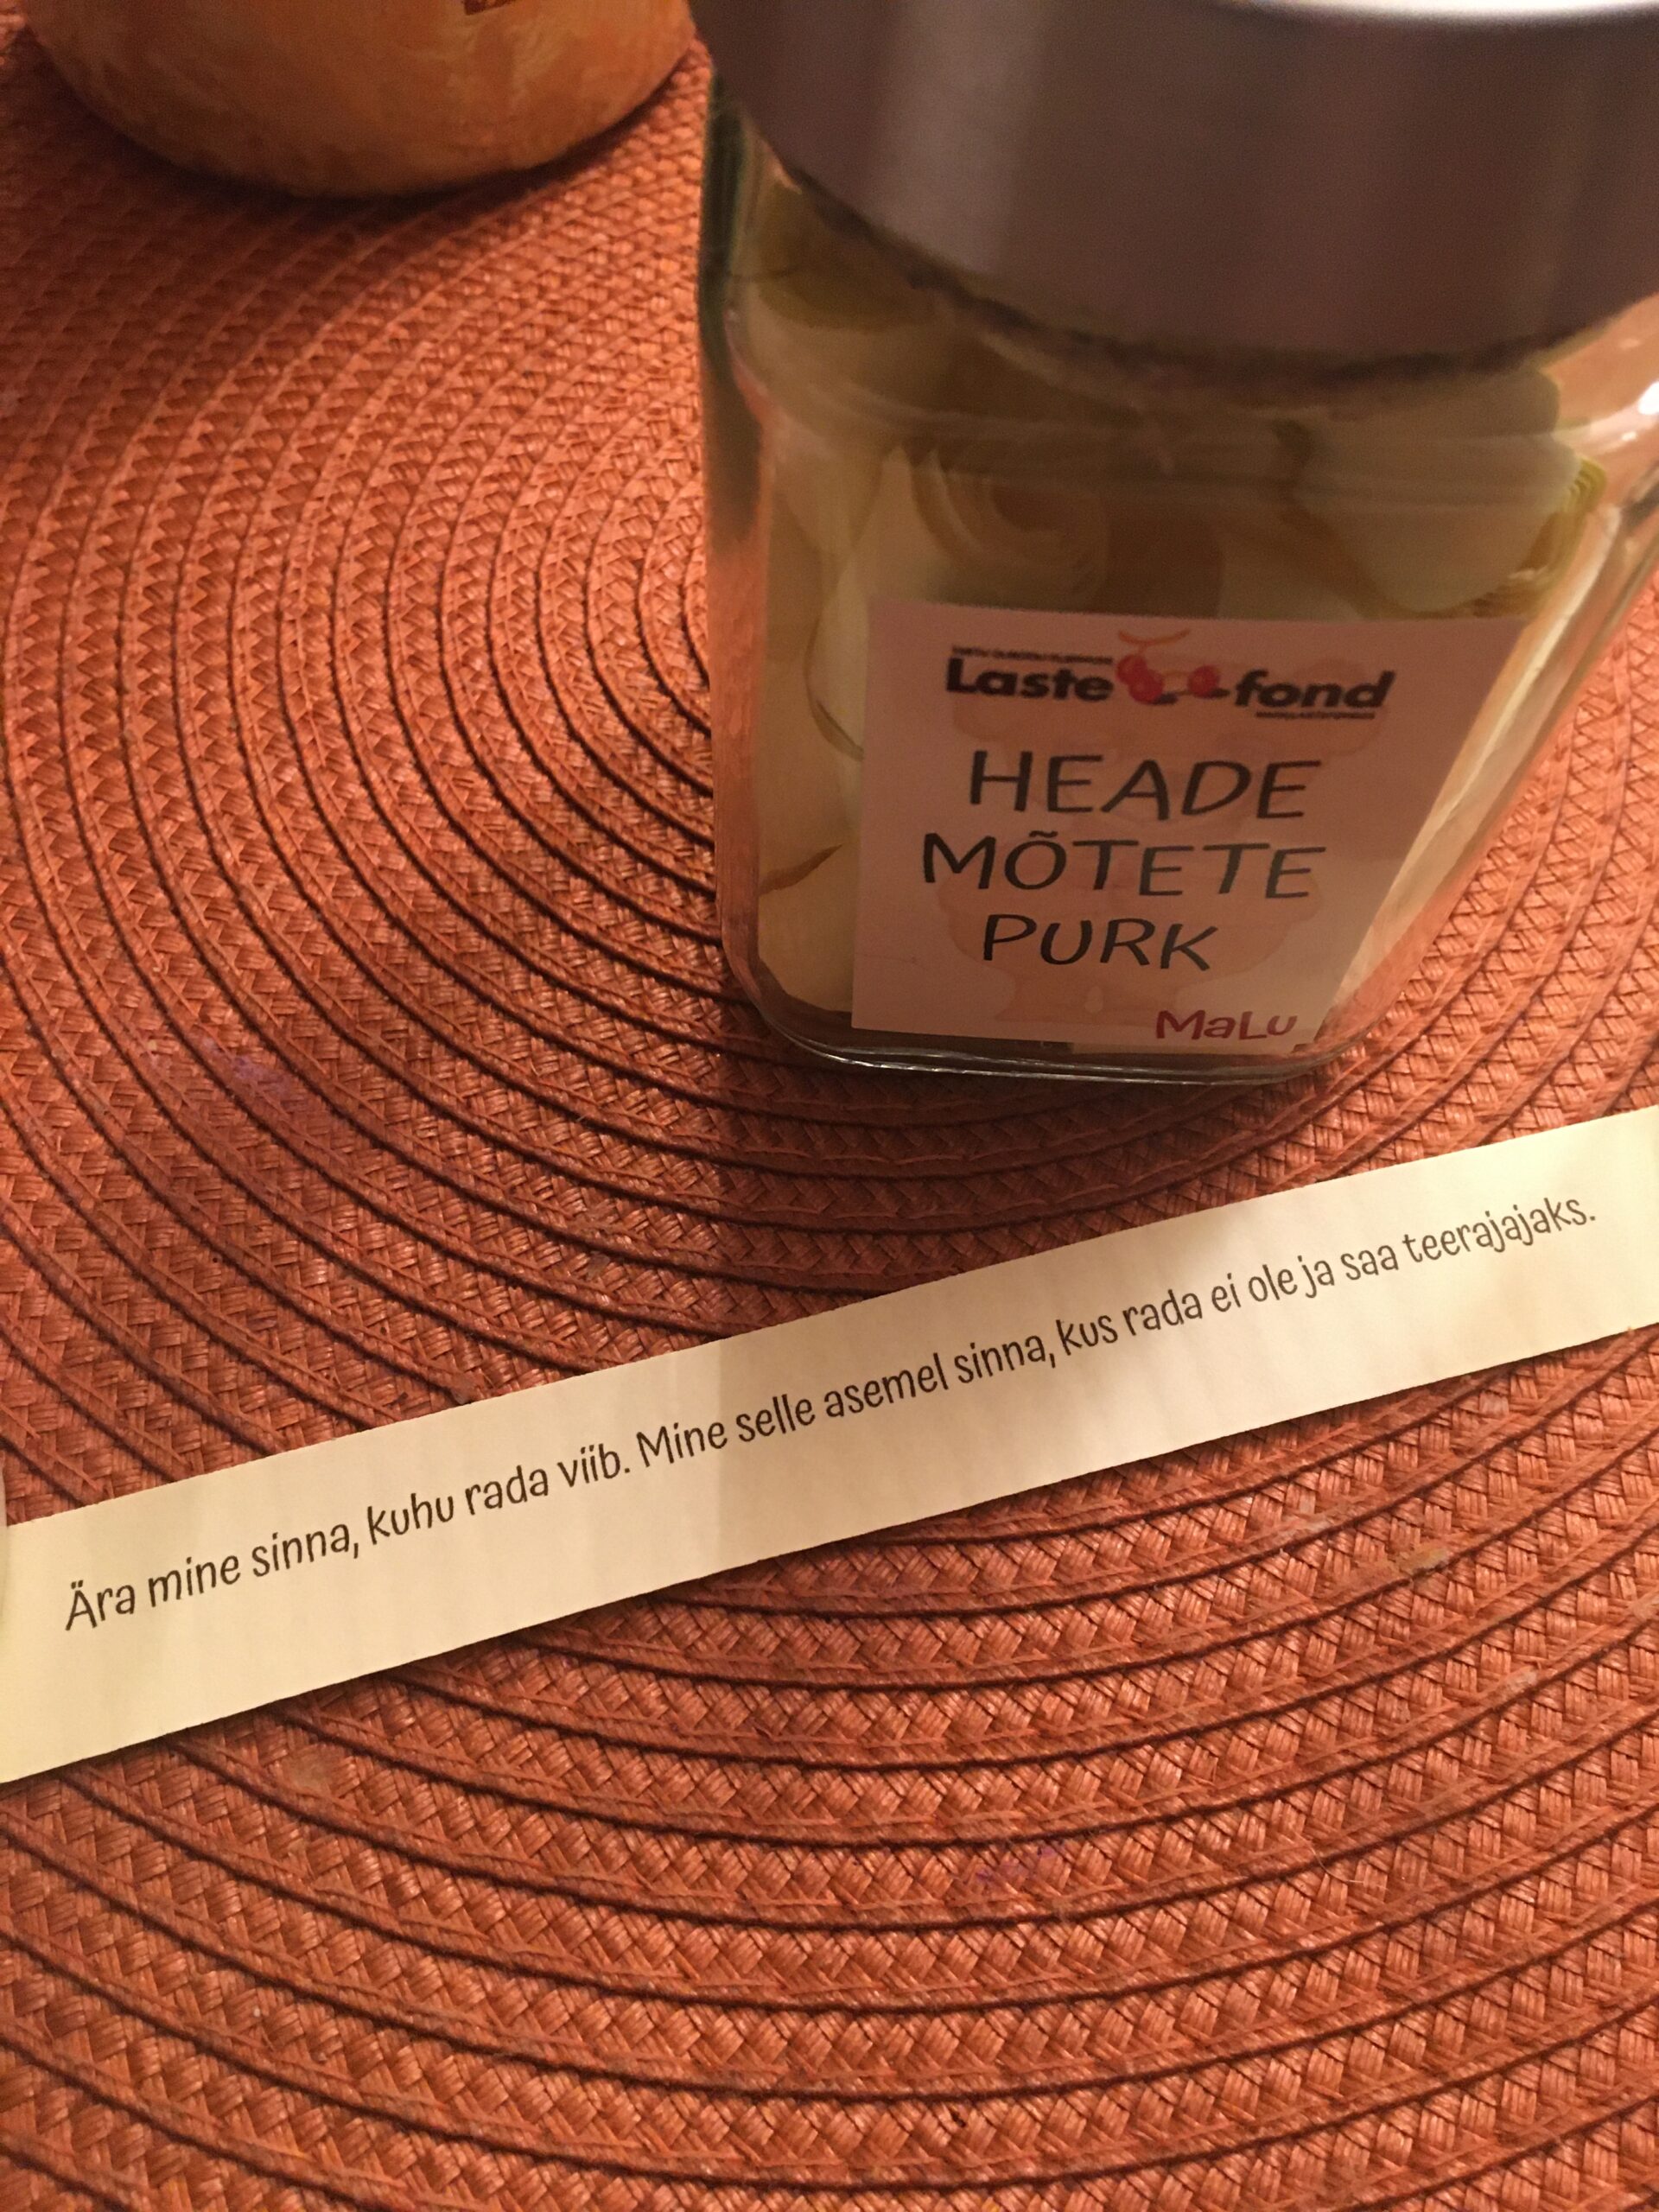 Laste fond
HEADE
MÕTETE
PURK
MaLu
Ära mine sinna, kuhu rada viib. Mine selle asemel sinna, kus rada ei ole ja saa teerajajaks.